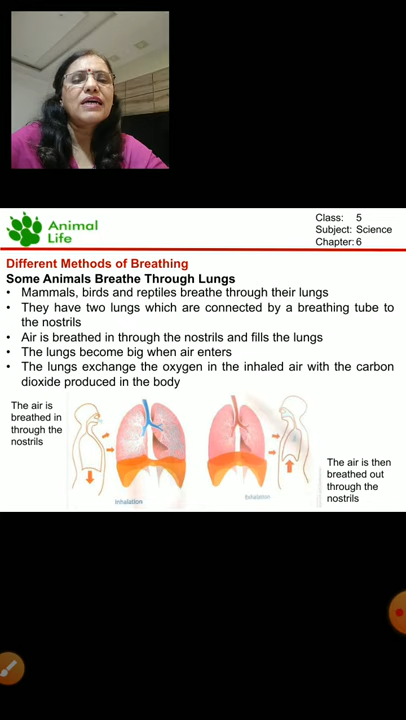 Animal
Life
Class: 5
Subject: Science
Chapter: 6
Different Methods of Breathing
Some Animals Breathe Through Lungs
• Mammals, birds and reptiles breathe through their lungs
• They have two lungs which are connected by a breathing tube to
the nostrils
• Air is breathed in through the nostrils and fills the lungs
• The lungs become big when air enters
• The lungs exchange the oxygen in the inhaled air with the carbon
dioxide produced in the body
The air is
breathed in
through the
nostrils
Inhalation
Exhalation
The air is then
breathed out
through the
nostrils